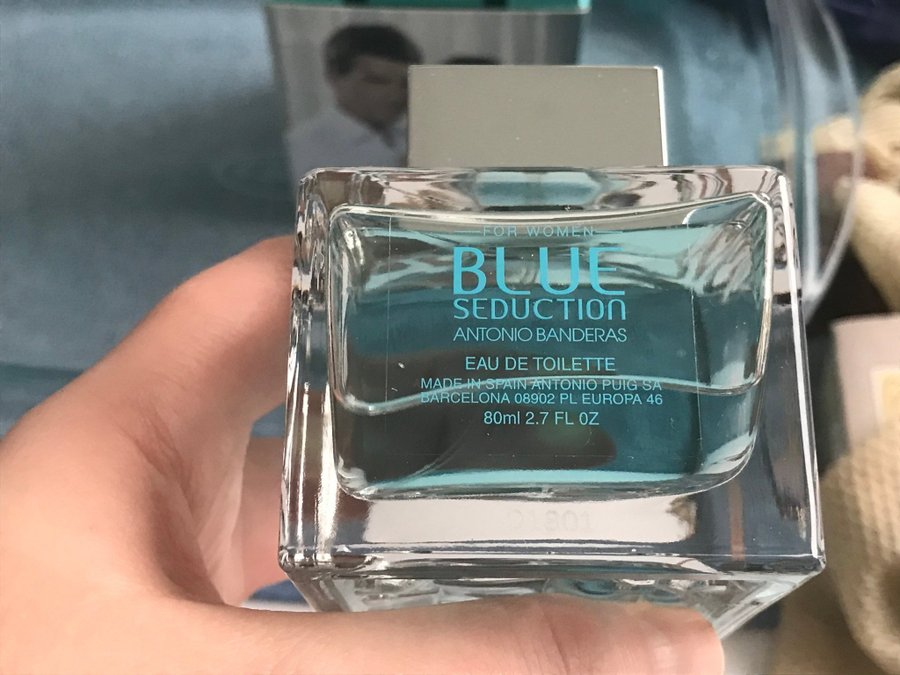 FOR WOMEN
BLUE
SEDUCTION
ANTONIO BANDERAS
EAU DE TOILETTE
MADE IN SPAIN ANTONIO PUIG SA
BARCELONA 08902 PL EUROPA 46
80ml 2.7 FL OZ